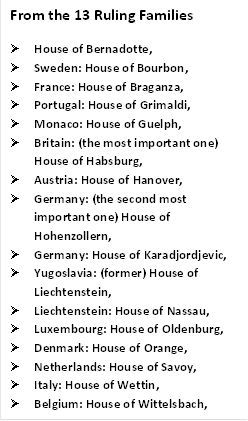 From the 13 Ruling Families
➢ House of Bernadotte,
➢ Sweden: House of Bourbon,
➢ France: House of Braganza,
➢ Portugal: House of Grimaldi,
➢ Monaco: House of Guelph,
➢ Britain: (the most important one)
House of Habsburg,
➢ Austria: House of Hanover,
➢ Germany: (the second most
important one) House of
Hohenzollern,
➢ Germany: House of Karadjordjevic,
➢ Yugoslavia: (former) House of
Liechtenstein,
➢ Liechtenstein: House of Nassau,
➢ Luxembourg: House of Oldenburg,
➢ Denmark: House of Orange,
➢ Netherlands: House of Savoy,
➢ Italy: House of Wettin,
➢ Belgium: House of Wittelsbach,